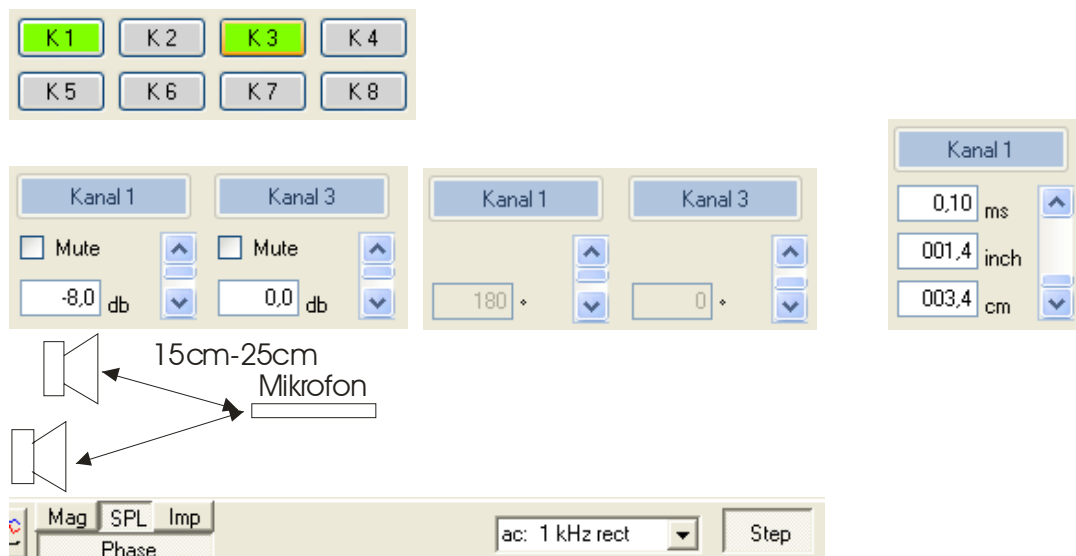 K 1 K 2 K 3 K 4
K 5 K 6 K 7 K 8
Kanal 1
Kanal 1 Kanal 3 Kanal 1 Kanal 3
0,10 ms
Mute Mute
001,4 inch
-8,0 db 0,0 db 180 ° 0 °
003,4 cm
15cm-25cm
Mikrofon
Mag SPL Imp
ac: 1 kHz rect Step
Phase